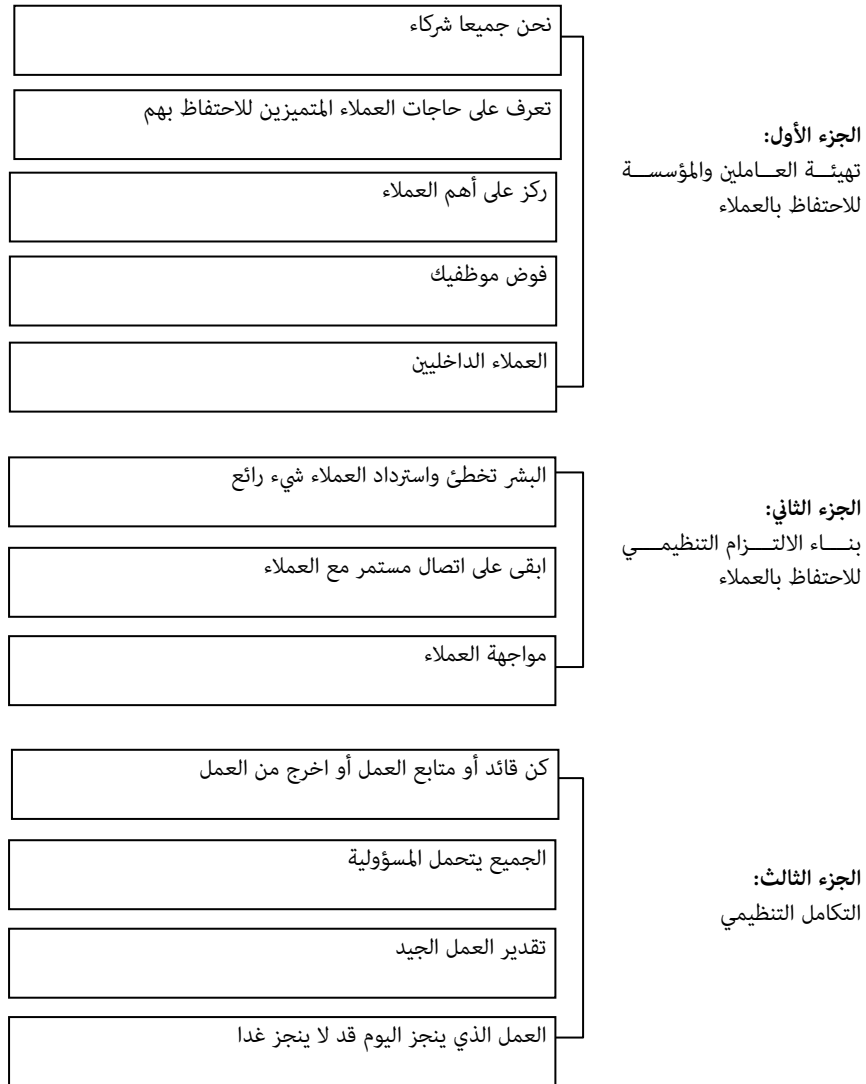 الجزء الأول:
تهيئة العاملين والمؤسسة
للاحتفاظ بالعملاء
نحن جميعا شركاء
تعرف على حاجات العملاء المتميزين للاحتفاظ بهم
ركز على أهم العملاء
فوض موظفيك
العملاء الداخليين
الجزء الثاني:
بناء الالتزام التنظيمي
للاحتفاظ بالعملاء
البشر تخطئ واسترداد العملاء شيء رائع
ابقى على اتصال مستمر مع العملاء
مواجهة العملاء
الجزء الثالث:
التكامل التنظيمي
كن قائد أو متابع العمل أو اخرج من العمل
الجميع يتحمل المسؤولية
تقدير العمل الجيد
العمل الذي ينجز اليوم قد لا ينجز غدا